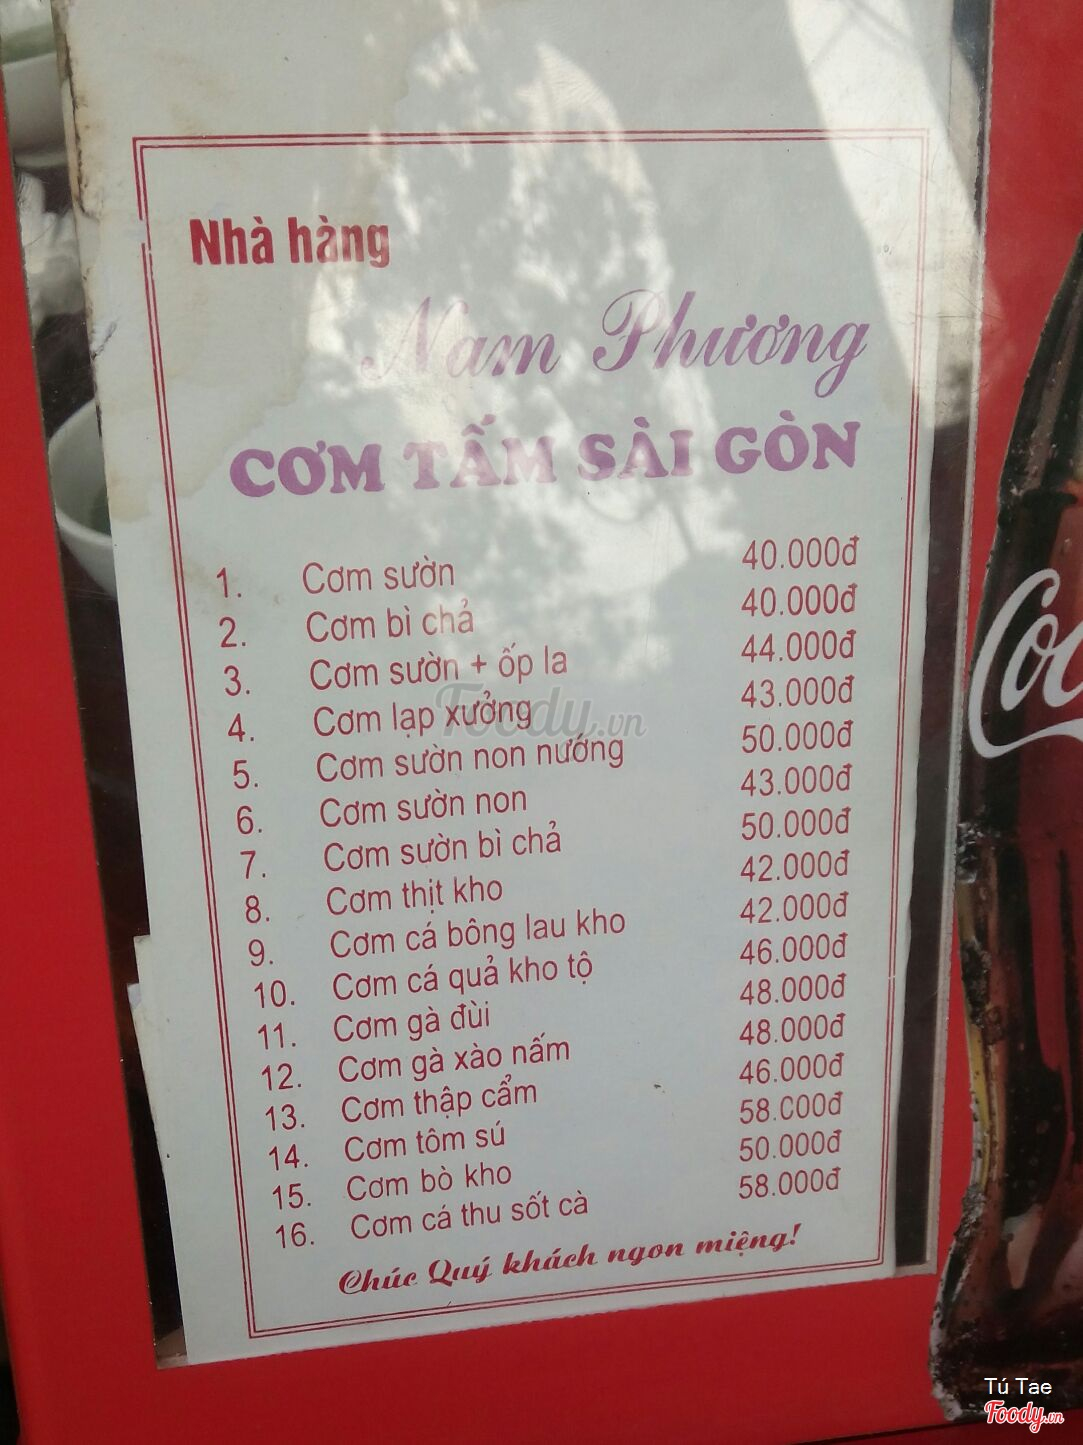 Nhà hàng
Nam Phương
CƠM TẤM SÀI GÒN
1. Cơm sườn 40.000đ
2. Cơm bì chả 40.000đ
3. Cơm sườn + ốp la 44.000đ
4. Cơm lạp xưởng 43.000đ
5. Cơm sườn non nướng 50.000đ
6. Cơm sườn non 43.000đ
7. Cơm sườn bì chả 50.000đ
8. Cơm thịt kho 42.000đ
9. Cơm cá bông lau kho 42.000đ
10. Cơm cá quả kho tộ 46.000đ
11. Cơm gà đùi 48.000đ
12. Cơm gà xào nấm 48.000đ
13. Cơm thập cẩm 46.000đ
14. Cơm tôm sú 58.000đ
15. Cơm bò kho 50.000đ
16. Cơm cá thu sốt cà 58.000đ
Chúc Quý khách ngon miệng!
Foody.vn
Coc
Tú Tae
Foody.vn